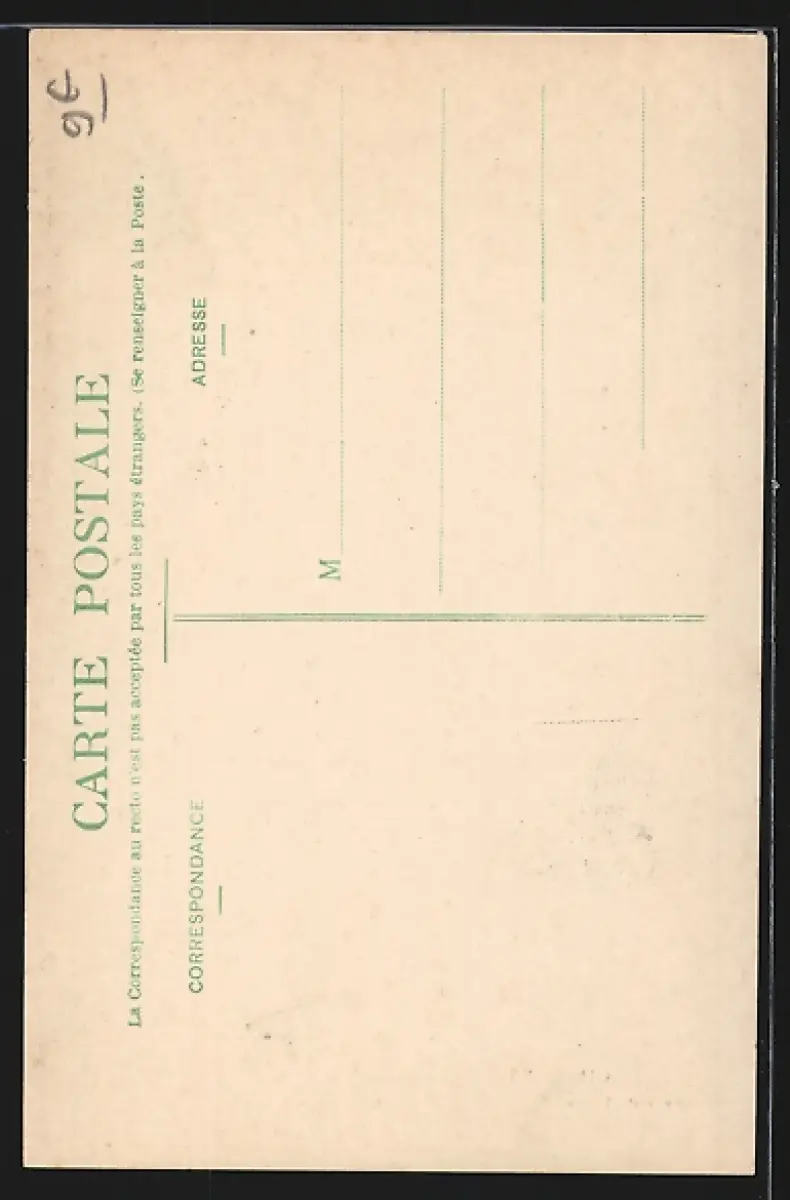 9€
CARTE POSTALE
La Correspondance au recto n'est pas acceptée par tous les pays étrangers. (Se renseigner à la Poste.
CORRESPONDANCE
ADRESSE
M